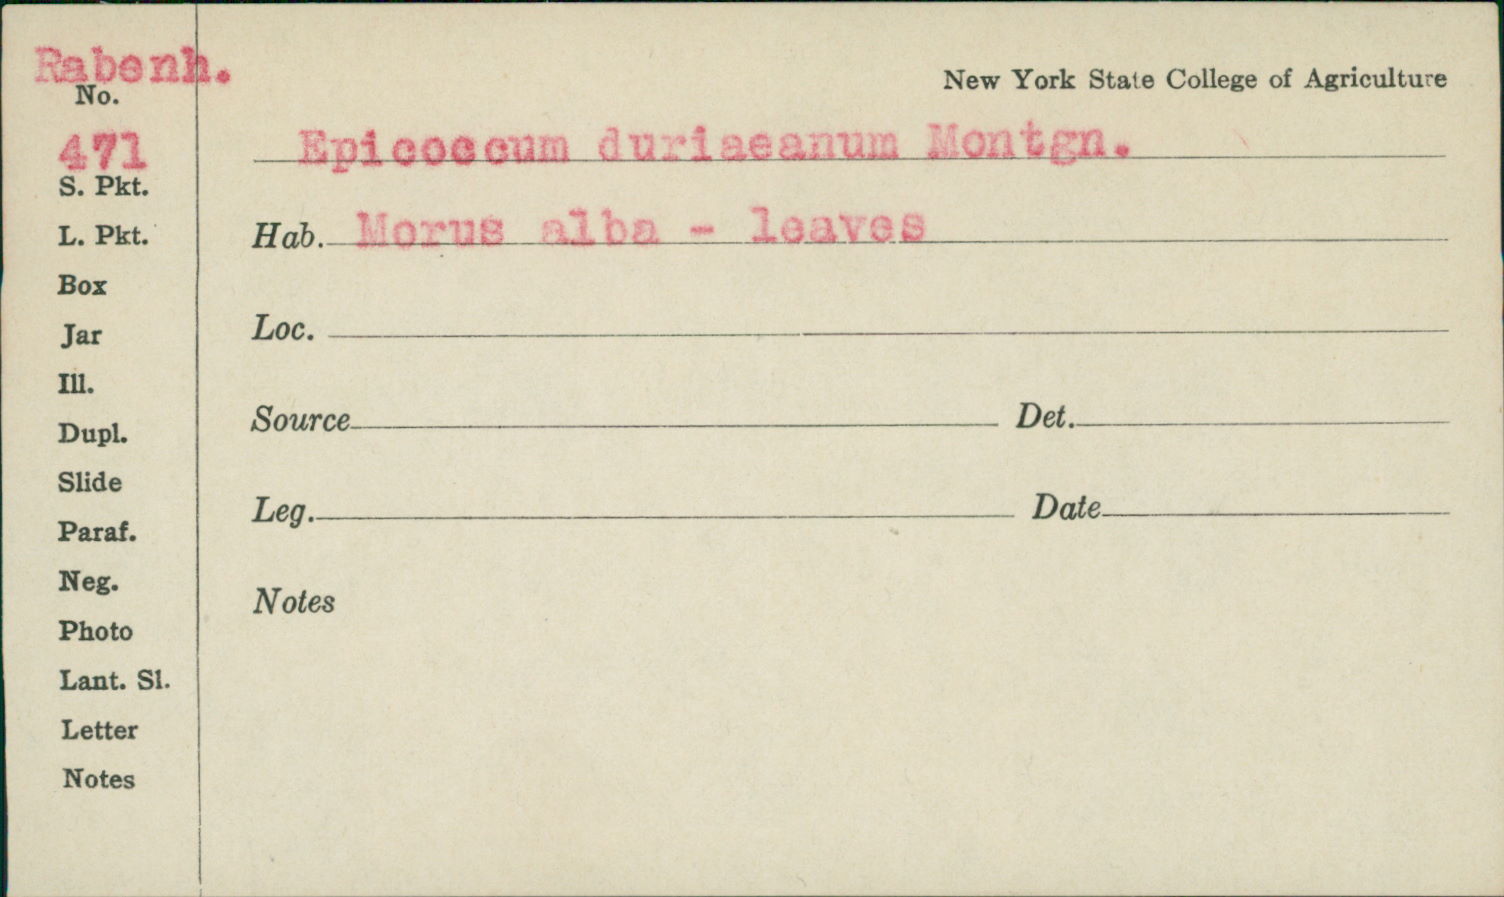 Rabenh.
No.
471
S. Pkt.
L. Pkt.
Box
Jar
Ill.
Dupl.
Slide
Paraf.
Neg.
Photo
Lant. Sl.
Letter
Notes
New York State College of Agriculture
Epicoccum duriaeanum Montgn.
Hab. Morus alba - leaves
Loc.
Source Det.
Leg. Date
Notes